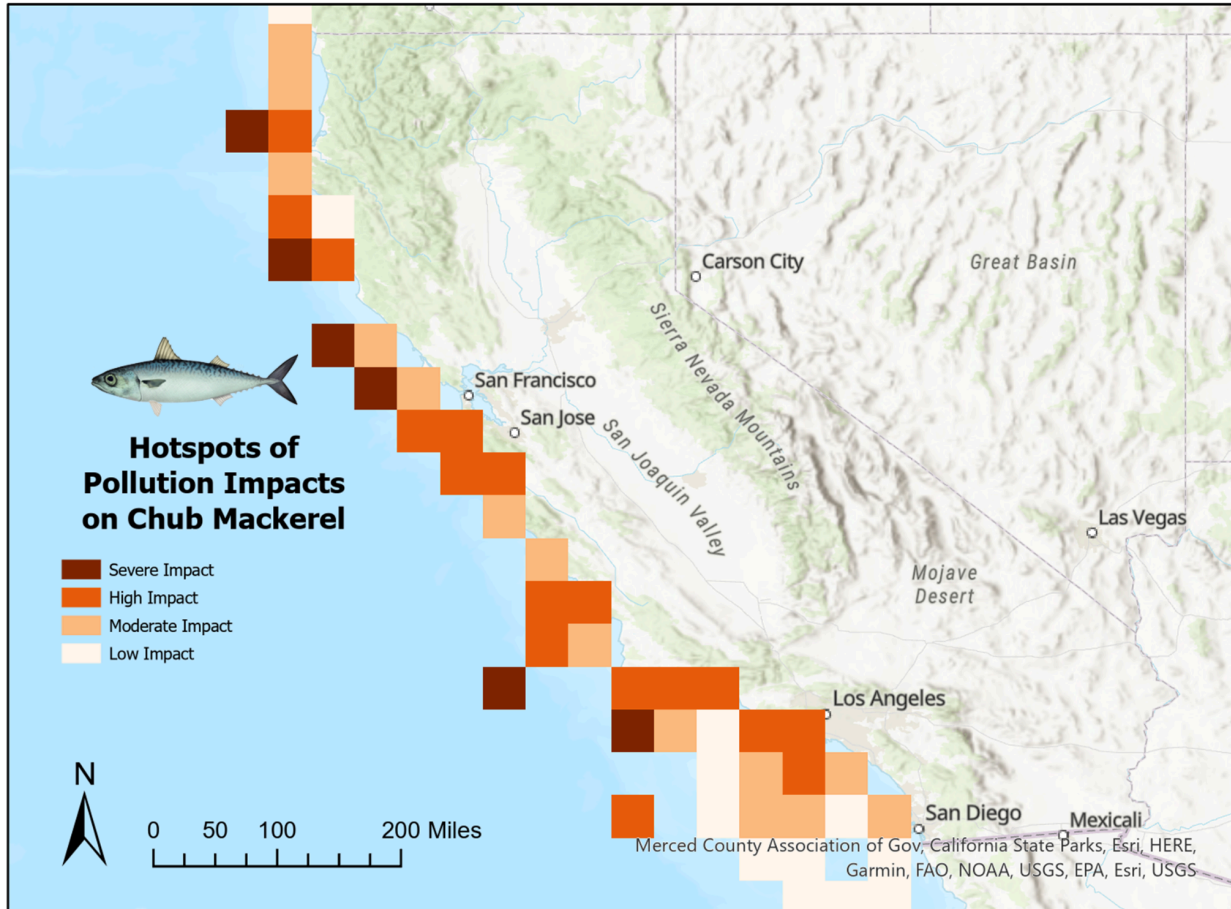 Carson City
Great Basin
Sierra Nevada Mountains
San Francisco
San Jose
San Joaquin Valley
Hotspots of
Pollution Impacts
on Chub Mackerel
Las Vegas
Severe Impact
High Impact
Moderate Impact
Low Impact
Mojave
Desert
Los Angeles
N
0 50 100 200 Miles
San Diego
Mexicali
Merced County Association of Gov, California State Parks, Esri, HERE,
Garmin, FAO, NOAA, USGS, EPA, Esri, USGS